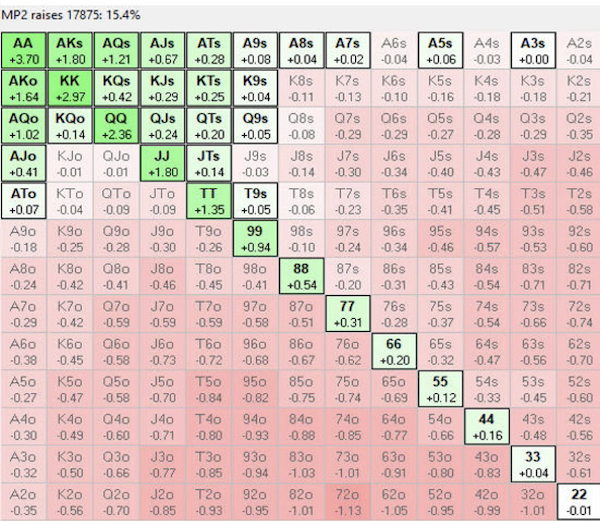 MP2 raises 17875: 15.4%
AA AKs AQs AJs ATs A9s A8s A7s A6s A5s A4s A3s A2s
+3.70 +1.80 +1.21 +0.67 +0.28 +0.08 +0.04 +0.02 -0.04 +0.06 -0.03 +0.00 -0.04
AKo KK KQs KJs KTs K9s K8s K7s K6s K5s K4s K3s K2s
+1.64 +2.97 +0.42 +0.29 +0.25 +0.04 -0.11 -0.13 -0.10 -0.16 -0.18 -0.18 -0.21
AQo KQo QQ QJs QTs Q9s Q8s Q7s Q6s Q5s Q4s Q3s Q2s
+1.02 +0.14 +2.36 +0.24 +0.20 +0.05 -0.08 -0.29 -0.29 -0.27 -0.28 -0.29 -0.35
AJo KJo QJo JJ JTs J9s J8s J7s J6s J5s J4s J3s J2s
+0.41 -0.01 -0.01 +1.80 +0.14 -0.03 -0.14 -0.30 -0.34 -0.40 -0.43 -0.47 -0.46
ATo KTo QTo JTo TT T9s T8s T7s T6s T5s T4s T3s T2s
+0.07 -0.04 -0.09 -0.09 +1.35 +0.05 -0.06 -0.23 -0.35 -0.41 -0.45 -0.51 -0.58
A9o K9o Q9o J9o T9o 99 98s 97s 96s 95s 94s 93s 92s
-0.18 -0.25 -0.28 -0.30 -0.26 +0.94 -0.10 -0.24 -0.34 -0.46 -0.57 -0.53 -0.60
A8o K8o Q8o J8o T8o 98o 88 87s 86s 85s 84s 83s 82s
-0.24 -0.42 -0.41 -0.46 -0.45 -0.41 +0.54 -0.20 -0.31 -0.43 -0.54 -0.71 -0.71
A7o K7o Q7o J7o T7o 97o 87o 77 76s 75s 74s 73s 72s
-0.29 -0.42 -0.59 -0.59 -0.59 -0.58 -0.51 +0.31 -0.28 -0.37 -0.54 -0.66 -0.74
A6o K6o Q6o J6o T6o 96o 86o 76o 66 65s 64s 63s 62s
-0.38 -0.45 -0.58 -0.73 -0.72 -0.68 -0.67 -0.62 +0.20 -0.32 -0.47 -0.56 -0.70
A5o K5o Q5o J5o T5o 95o 85o 75o 65o 55 54s 53s 52s
-0.27 -0.47 -0.58 -0.70 -0.84 -0.82 -0.75 -0.74 -0.69 +0.12 -0.33 -0.45 -0.60
A4o K4o Q4o J4o T4o 94o 84o 74o 64o 54o 44 43s 42s
-0.30 -0.49 -0.60 -0.71 -0.80 -0.93 -0.88 -0.85 -0.77 -0.66 +0.16 -0.48 -0.56
A3o K3o Q3o J3o T3o 93o 83o 73o 63o 53o 43o 33 32s
-0.32 -0.50 -0.66 -0.77 -0.85 -0.94 -1.03 -1.01 -0.91 -0.80 -0.83 +0.04 -0.61
A2o K2o Q2o J2o T2o 92o 82o 72o 62o 52o 42o 32o 22
-0.35 -0.56 -0.70 -0.85 -0.93 -0.95 -1.01 -1.13 -1.05 -0.95 -0.99 -1.01 -0.01